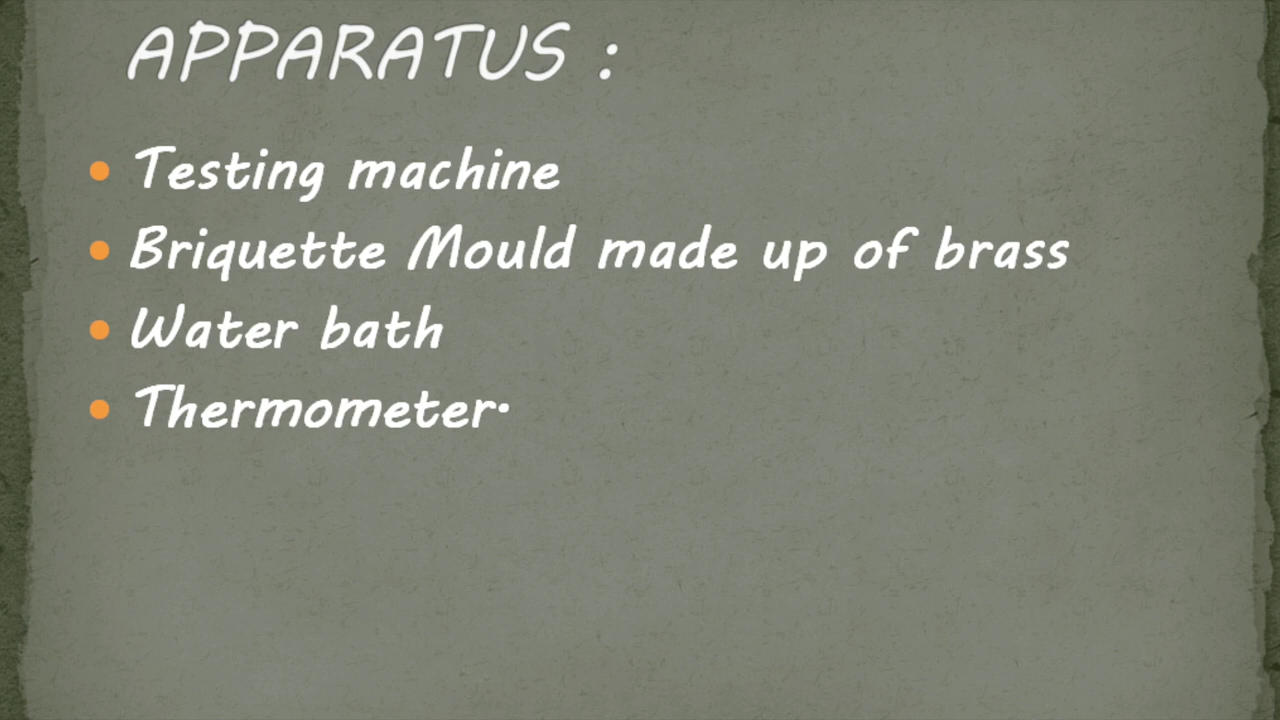 APPARATUS :
• Testing machine
• Briquette Mould made up of brass
• Water bath
• Thermometer.